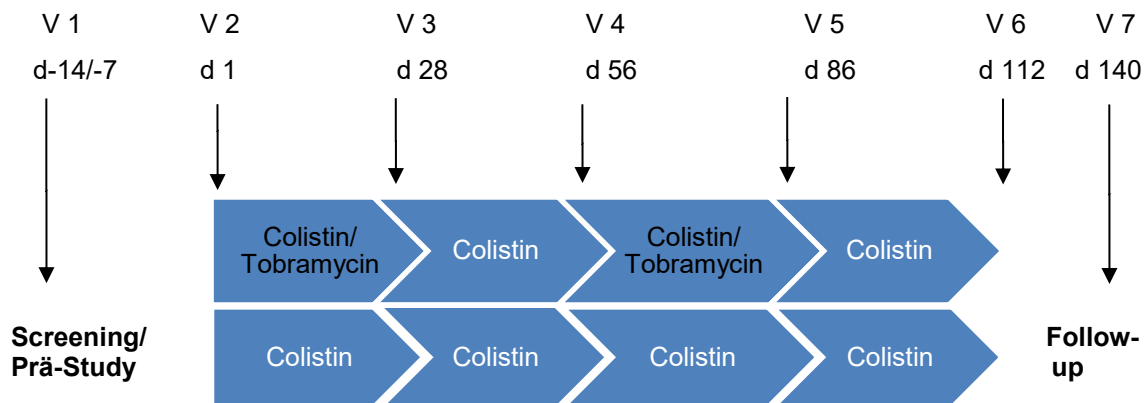 V 1 V 2 V 3 V 4 V 5 V 6 V 7
d-14/-7 d 1 d 28 d 56 d 86 d 112 d 140
Colistin/
Tobramycin
Colistin
Colistin/
Tobramycin
Colistin
Screening/
Prä-Study
Colistin Colistin Colistin Colistin
Follow-
up